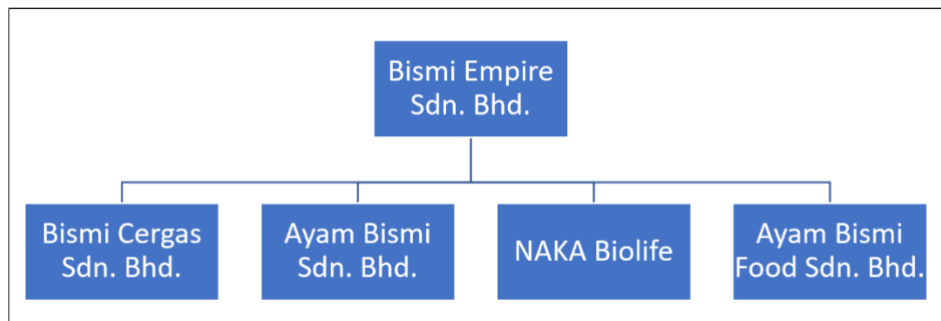 Bismi Empire
Sdn. Bhd.
Bismi Cergas
Sdn. Bhd.
Ayam Bismi
Sdn. Bhd.
NAKA Biolife
Ayam Bismi
Food Sdn. Bhd.